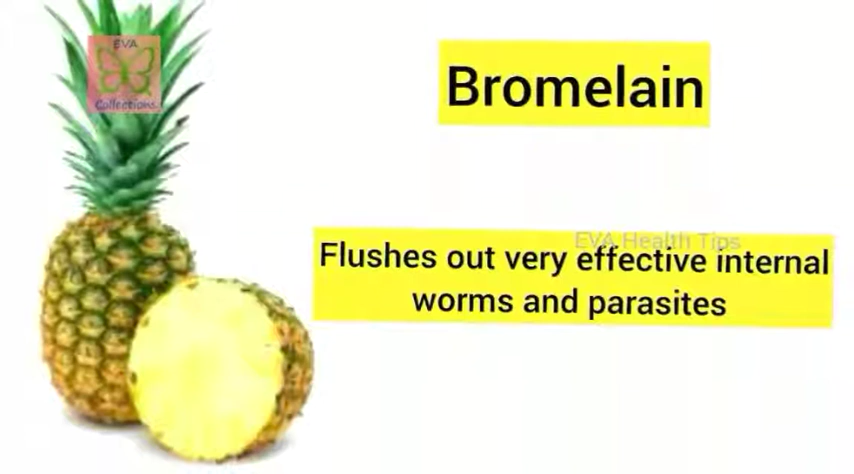 EVA
Collections
Bromelain
EVA Health Tips
Flushes out very effective internal
worms and parasites